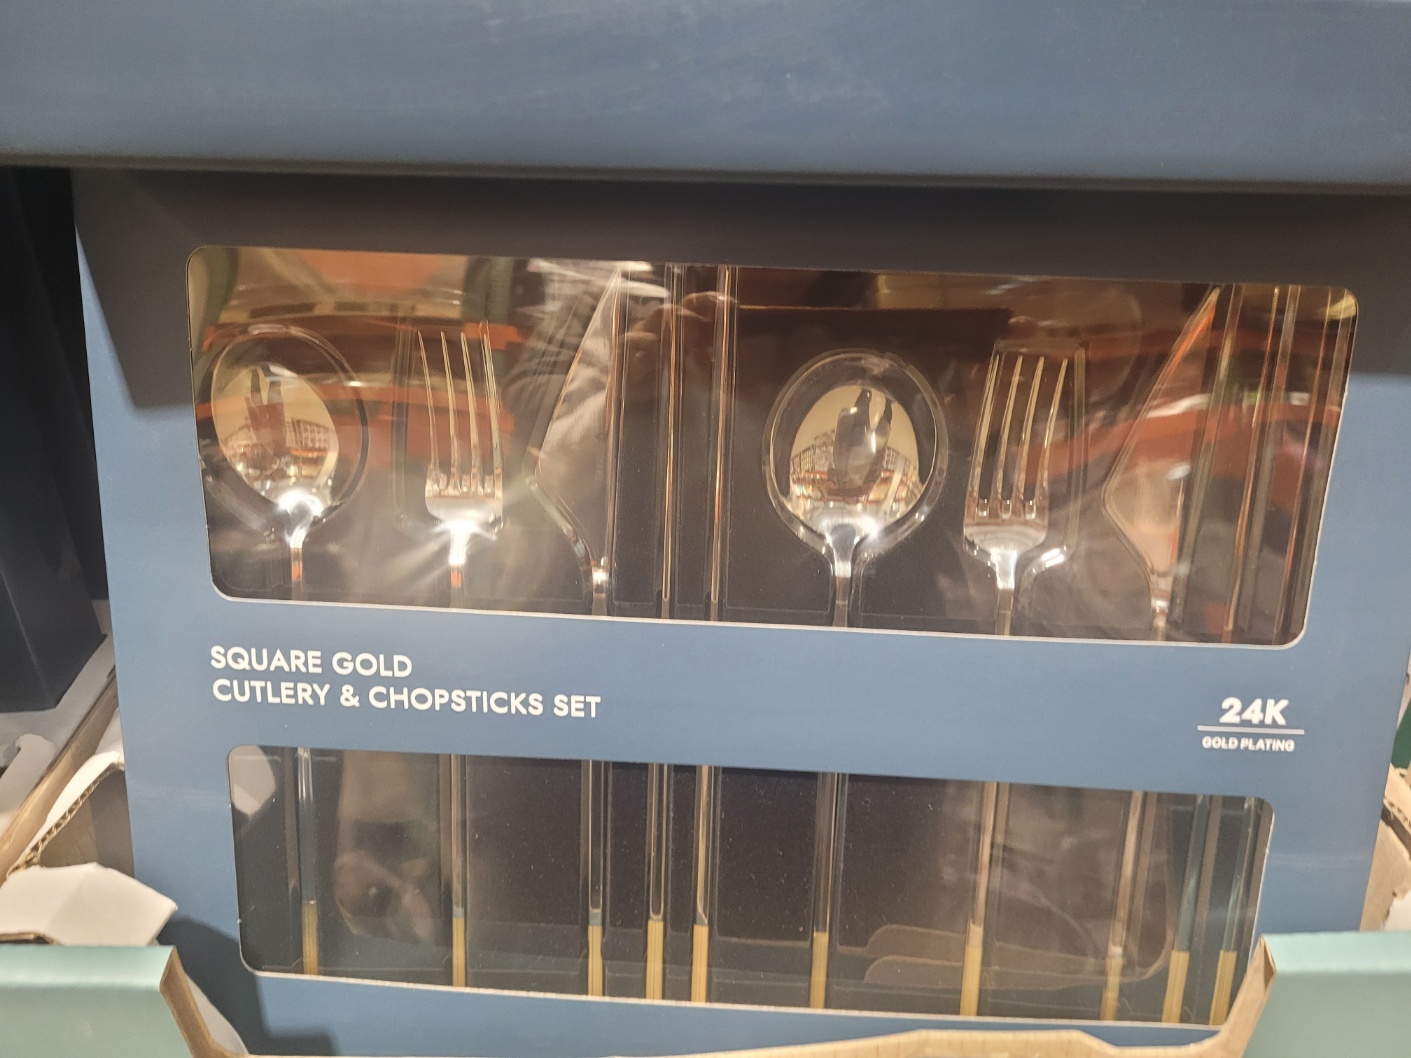 SQUARE GOLD
CUTLERY & CHOPSTICKS SET
24K
GOLD PLATING